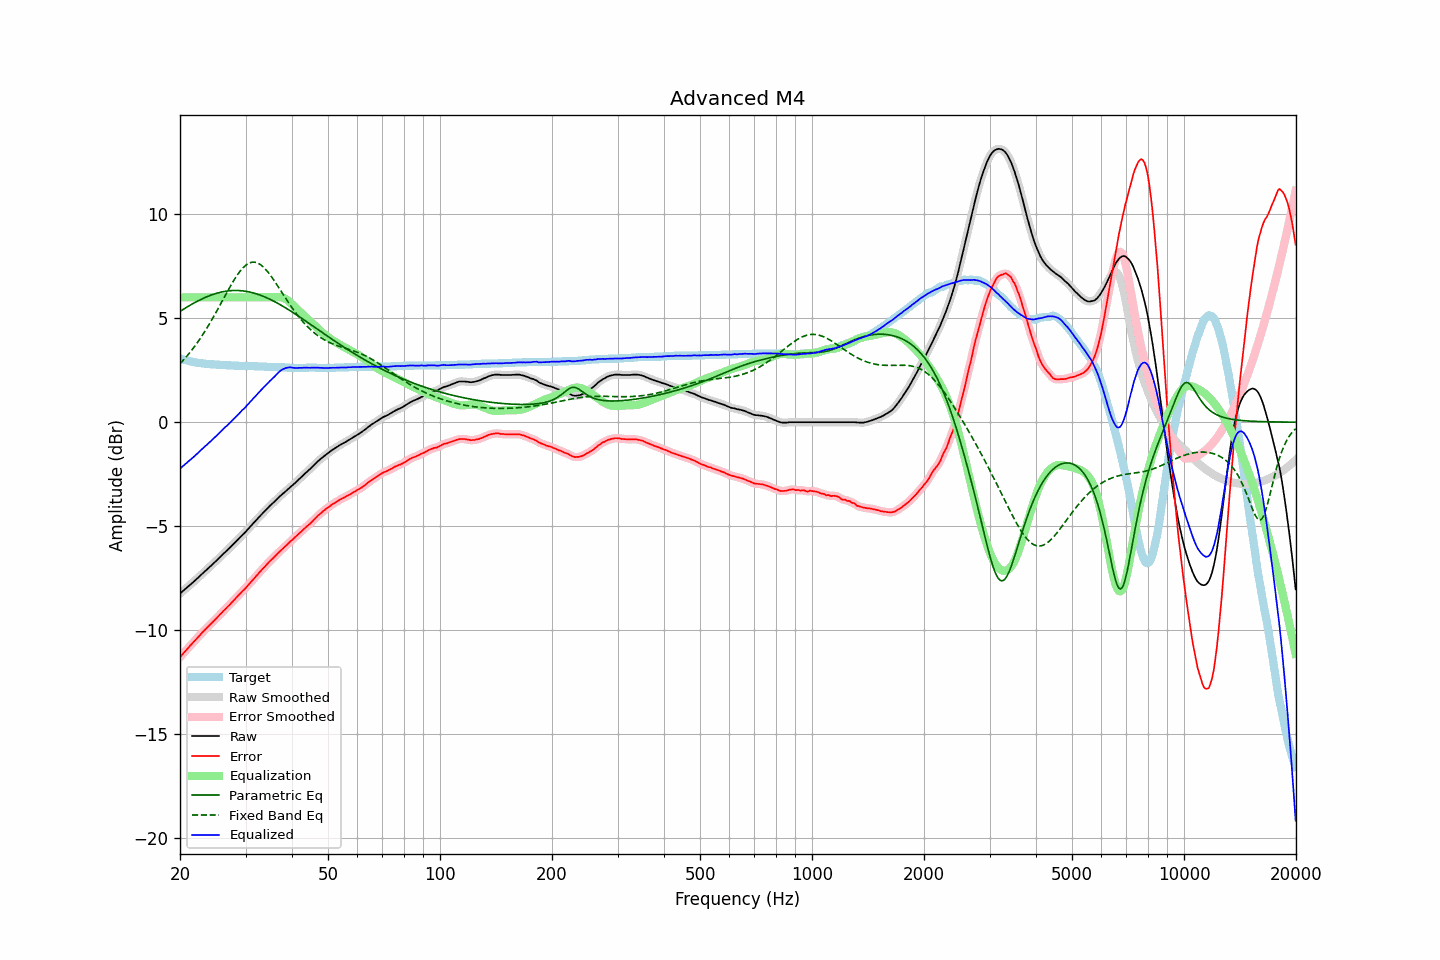 Advanced M4
Amplitude (dBr)
10
5
0
−5
−10
−15
−20
Target
Raw Smoothed
Error Smoothed
Raw
Error
Equalization
Parametric Eq
Fixed Band Eq
Equalized
20 50 100 200 500 1000 2000 5000 10000 20000
Frequency (Hz)